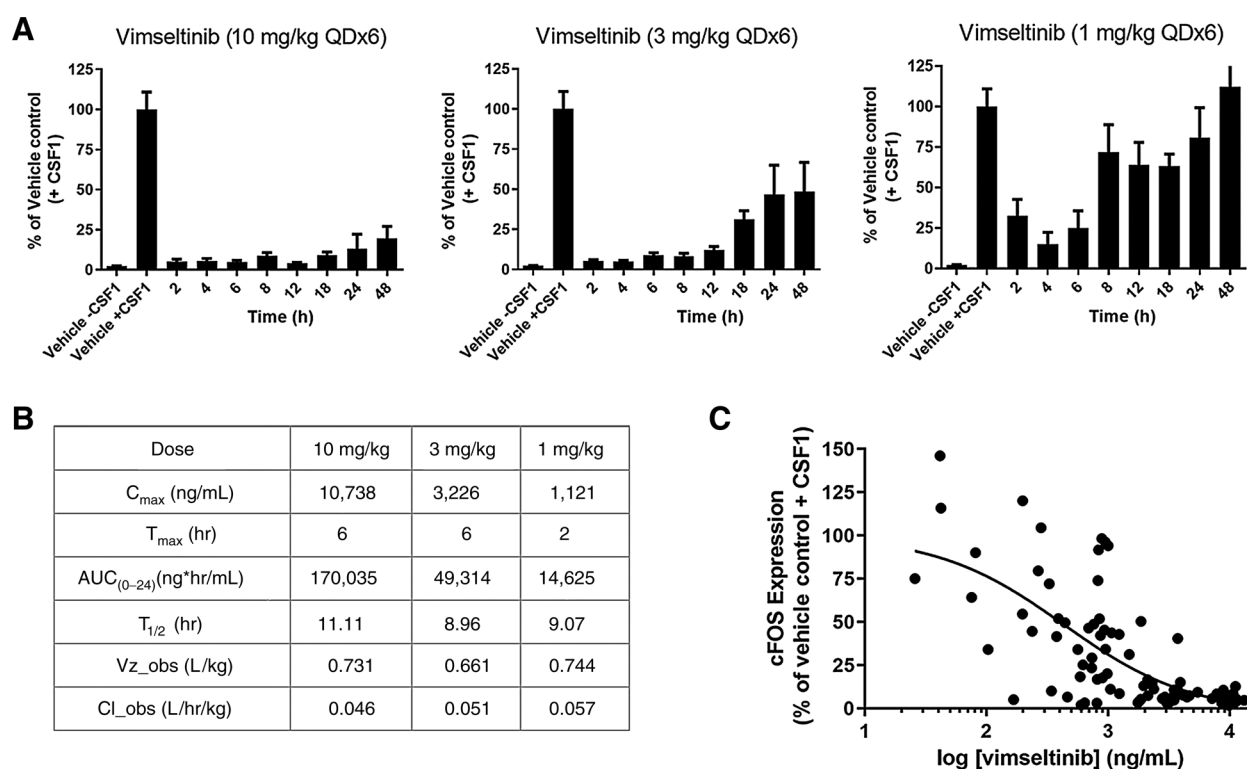 A
Vimseltinib (10 mg/kg QDx6)
% of Vehicle control
(+ CSF1)
125
100
75
50
25
0
Vehicle -CSF1
Vehicle +CSF1
2
4
6
8
12
18
24
48
Time (h)
Vimseltinib (3 mg/kg QDx6)
% of Vehicle control
(+ CSF1)
125
100
75
50
25
0
Vehicle -CSF1
Vehicle +CSF1
2
4
6
8
12
18
24
48
Time (h)
Vimseltinib (1 mg/kg QDx6)
% of Vehicle control
(+ CSF1)
125
100
75
50
25
0
Vehicle -CSF1
Vehicle +CSF1
2
4
6
8
12
18
24
48
Time (h)
B
Dose 10 mg/kg 3 mg/kg 1 mg/kg
Cmax (ng/mL) 10,738 3,226 1,121
Tmax (hr) 6 6 2
AUC(0–24)(ng*hr/mL) 170,035 49,314 14,625
T1/2 (hr) 11.11 8.96 9.07
Vz_obs (L/kg) 0.731 0.661 0.744
Cl_obs (L/hr/kg) 0.046 0.051 0.057
C
cFOS Expression
(% of vehicle control + CSF1)
150
125
100
75
50
25
0
1 2 3 4
log [vimseltinib] (ng/mL)